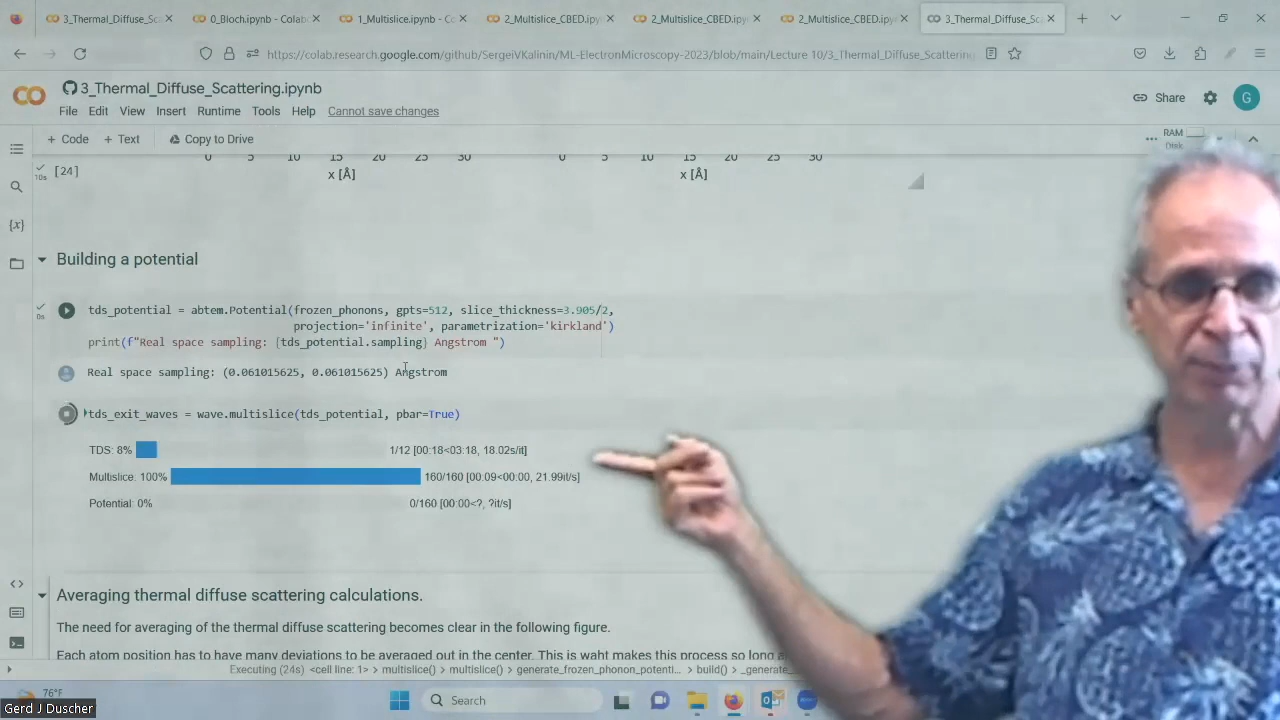 3_Thermal_Diffuse_Sca
0_Bloch.ipynb - Colab
1_Multislice.ipynb - Co
2_Multislice_CBED.ipyn
2_Multislice_CBED.ipyn
2_Multislice_CBED.ipyn
3_Thermal_Diffuse_Sc
https://colab.research.google.com/github/SergeiVKalinin/ML-ElectronMicroscopy-2023/blob/main/Lecture 10/3_Thermal_Diffuse_Scattering
3_Thermal_Diffuse_Scattering.ipynb
File Edit View Insert Runtime Tools Help Cannot save changes
Share
G
+ Code + Text Copy to Drive
RAM
Disk
10s
[24]
0 5 10 15 20 25 30 0 5 10 15 20 25 30
x [Å] x [Å]
{x}
Building a potential
0s
tds_potential = abtem.Potential(frozen_phonons, gpts=512, slice_thickness=3.905/2,
projection='infinite', parametrization='kirkland')
print(f"Real space sampling: {tds_potential.sampling} Angstrom ")
Real space sampling: (0.061015625, 0.061015625) Angstrom
tds_exit_waves = wave.multislice(tds_potential, pbar=True)
TDS: 8% 1/12 [00:18<03:18, 18.02s/it]
Multislice: 100% 160/160 [00:09<00:00, 21.99it/s]
Potential: 0% 0/160 [00:00<?, ?it/s]
Averaging thermal diffuse scattering calculations.
The need for averaging of the thermal diffuse scattering becomes clear in the following figure.
Each atom position has to have many deviations to be averaged out in the center. This is waht makes this process so long a
Executing (24s) <cell line: 1> > multislice() > multislice() > generate_frozen_phonon_potenti... > build() > _generate_
76°F
Search
Gerd J Duscher